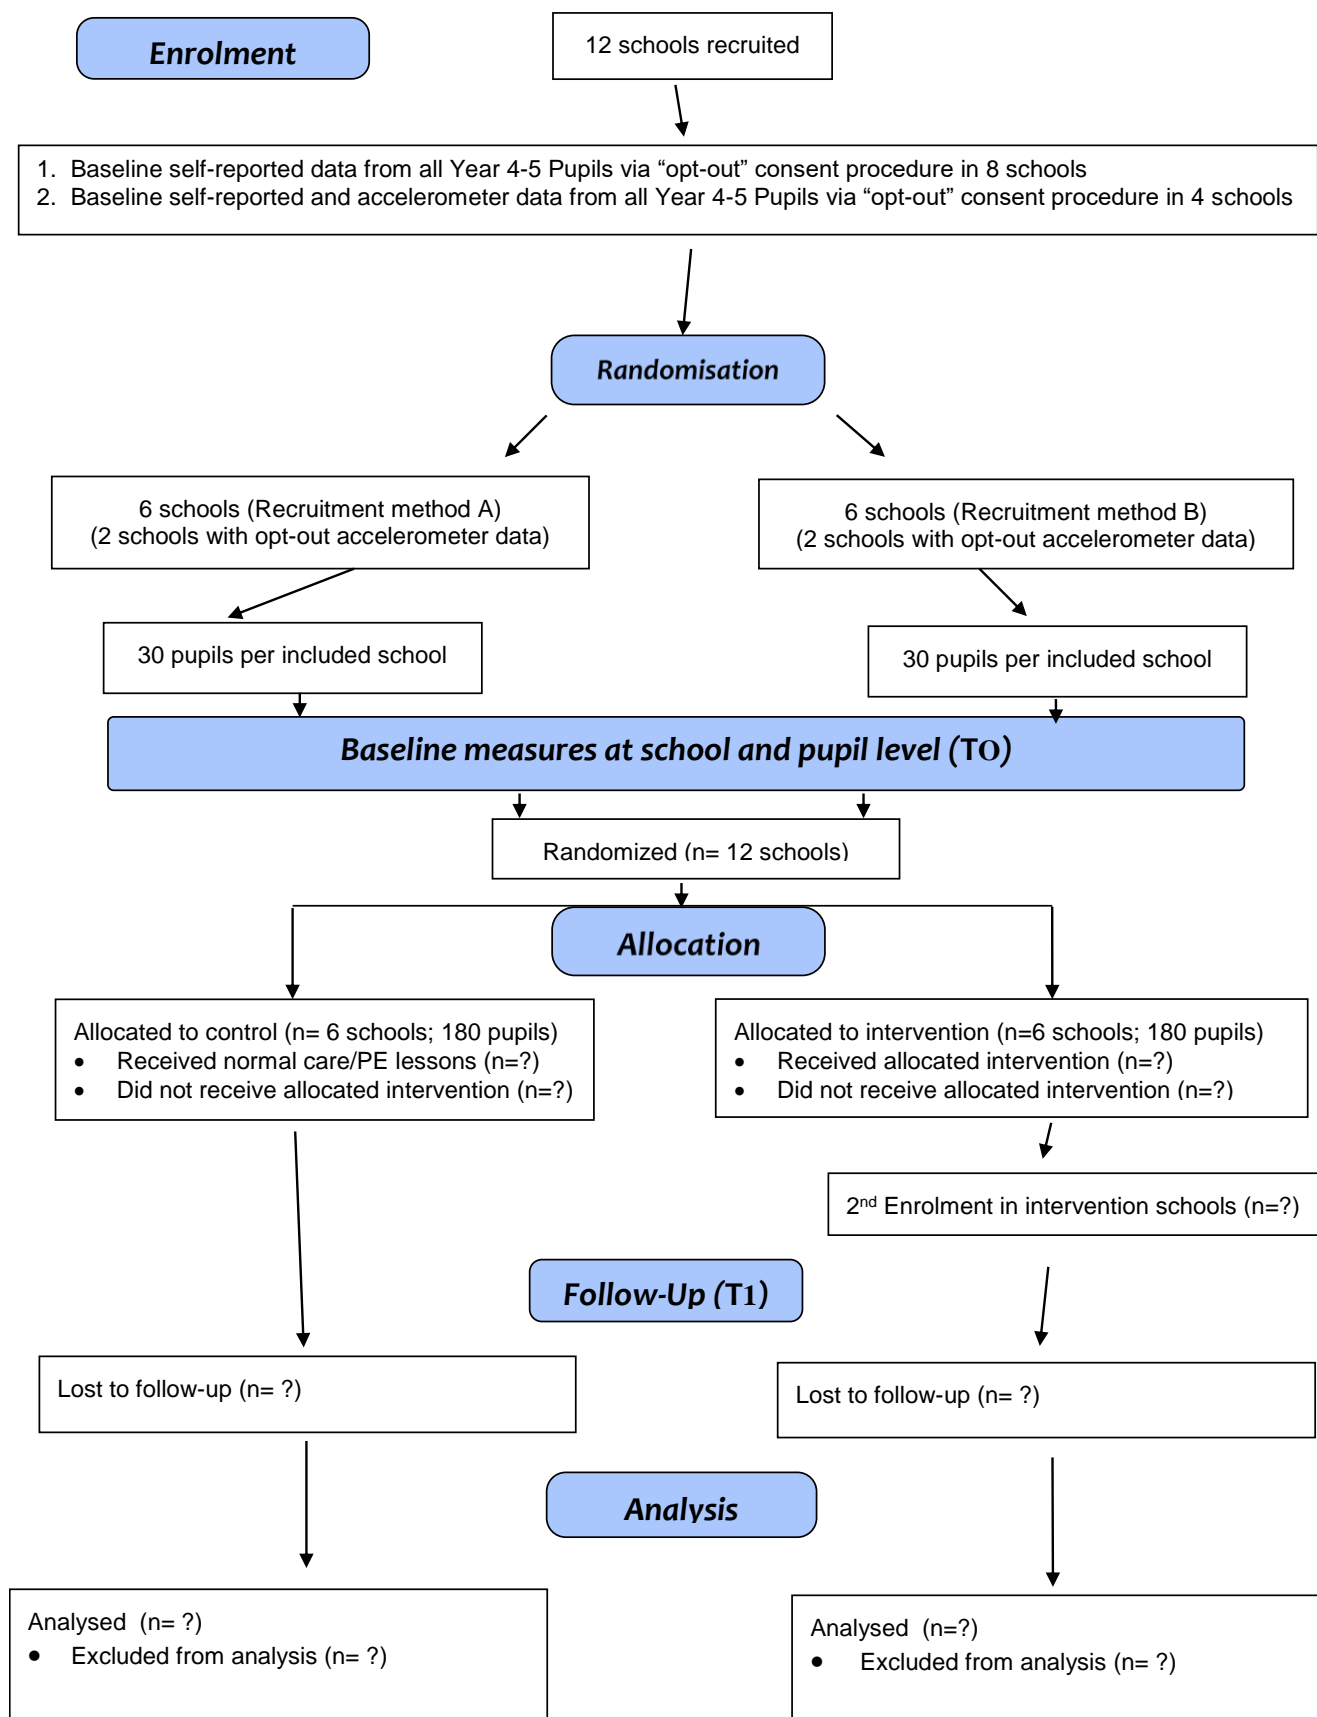 Enrolment
12 schools recruited
1. Baseline self-reported data from all Year 4-5 Pupils via “opt-out” consent procedure in 8 schools
2. Baseline self-reported and accelerometer data from all Year 4-5 Pupils via “opt-out” consent procedure in 4 schools
Randomisation
6 schools (Recruitment method A)
(2 schools with opt-out accelerometer data)
6 schools (Recruitment method B)
(2 schools with opt-out accelerometer data)
30 pupils per included school
30 pupils per included school
Baseline measures at school and pupil level (T0)
Randomized (n= 12 schools)
Allocation
Allocated to control (n= 6 schools; 180 pupils)
• Received normal care/PE lessons (n=?)
• Did not receive allocated intervention (n=?)
Allocated to intervention (n=6 schools; 180 pupils)
• Received allocated intervention (n=?)
• Did not receive allocated intervention (n=?)
2nd Enrolment in intervention schools (n=?)
Follow-Up (T1)
Lost to follow-up (n= ?)
Lost to follow-up (n= ?)
Analysis
Analysed (n= ?)
• Excluded from analysis (n= ?)
Analysed (n=?)
• Excluded from analysis (n= ?)